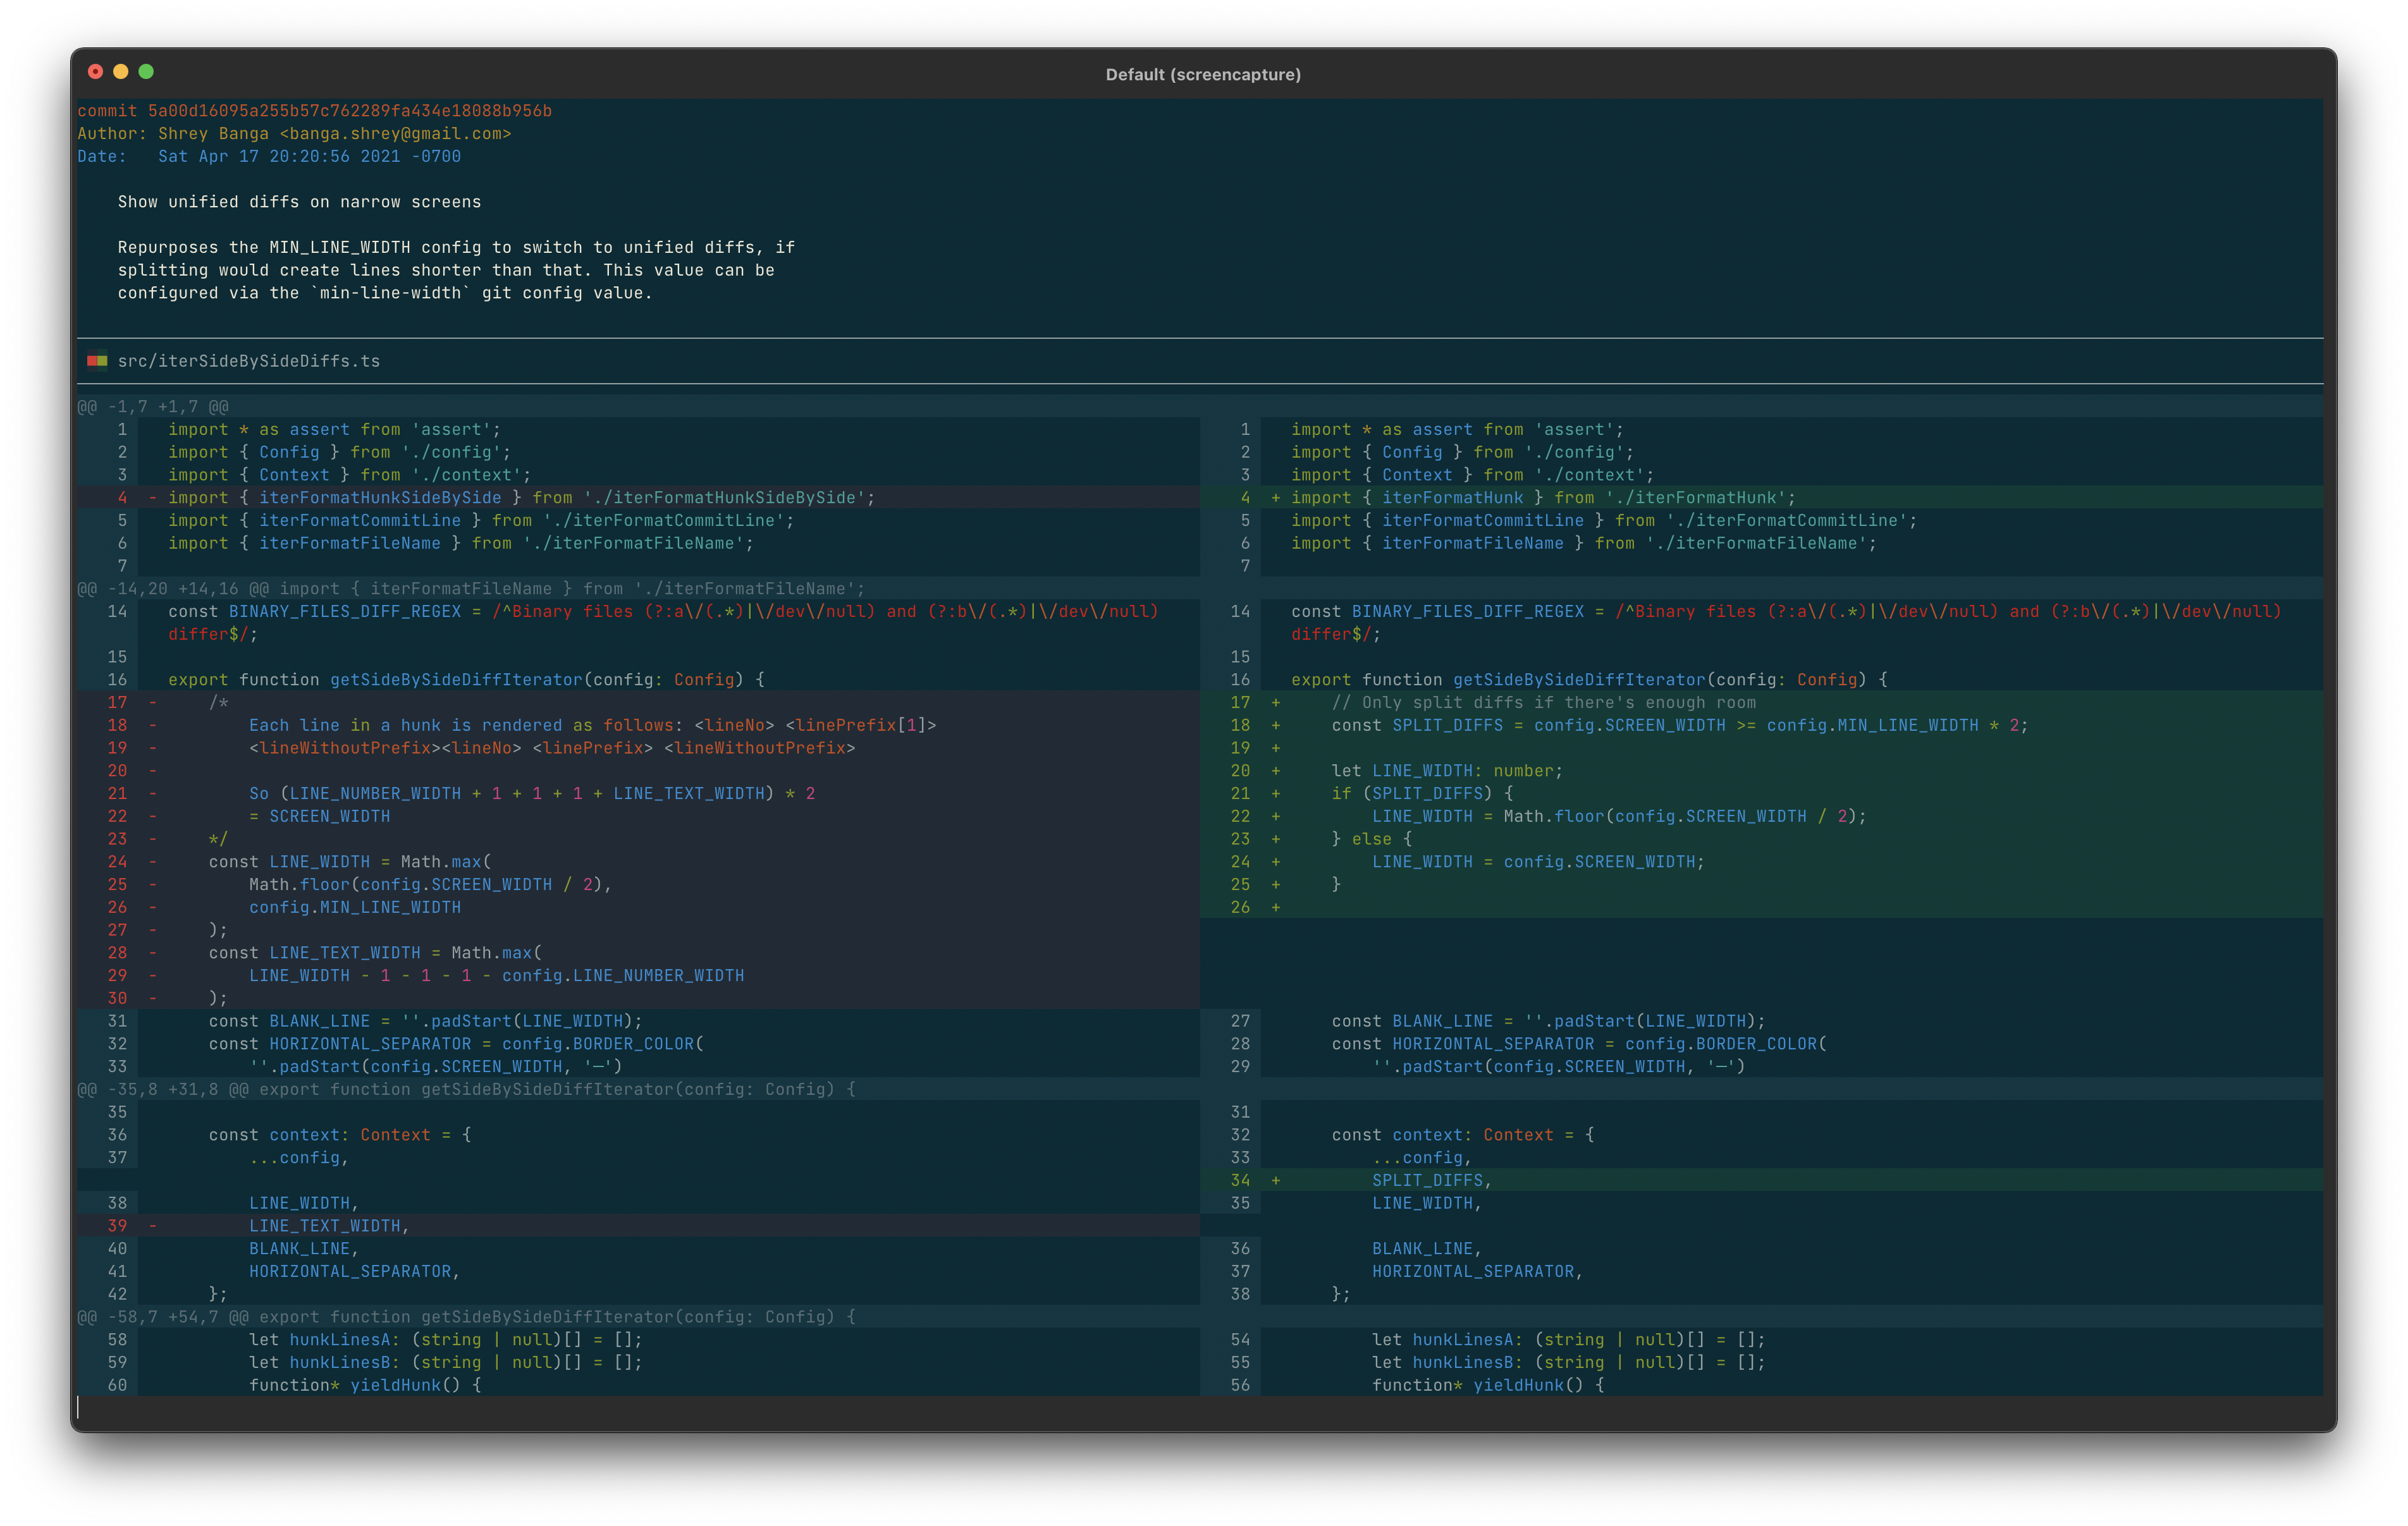 Default (screencapture)
commit 5a00d16095a255b57c762289fa434e18088b956b
Author: Shrey Banga <banga.shrey@gmail.com>
Date:   Sat Apr 17 20:20:56 2021 -0700
    Show unified diffs on narrow screens
    Repurposes the MIN_LINE_WIDTH config to switch to unified diffs, if
    splitting would create lines shorter than that. This value can be
    configured via the `min-line-width` git config value.
src/iterSideBySideDiffs.ts
@@ -1,7 +1,7 @@
1   import * as assert from 'assert';   1   import * as assert from 'assert';
2   import { Config } from './config';   2   import { Config } from './config';
3   import { Context } from './context';   3   import { Context } from './context';
4 - import { iterFormatHunkSideBySide } from './iterFormatHunkSideBySide';   4 + import { iterFormatHunk } from './iterFormatHunk';
5   import { iterFormatCommitLine } from './iterFormatCommitLine';   5   import { iterFormatCommitLine } from './iterFormatCommitLine';
6   import { iterFormatFileName } from './iterFormatFileName';   6   import { iterFormatFileName } from './iterFormatFileName';
7   7
@@ -14,20 +14,16 @@ import { iterFormatFileName } from './iterFormatFileName';
14   const BINARY_FILES_DIFF_REGEX = /^Binary files (?:a\/(.*)|\/dev\/null) and (?:b\/(.*)|\/dev\/null)   14   const BINARY_FILES_DIFF_REGEX = /^Binary files (?:a\/(.*)|\/dev\/null) and (?:b\/(.*)|\/dev\/null)
differ$/;   differ$/;
15   15
16   export function getSideBySideDiffIterator(config: Config) {   16   export function getSideBySideDiffIterator(config: Config) {
17 -     /*   17 +     // Only split diffs if there's enough room
18 -         Each line in a hunk is rendered as follows: <lineNo> <linePrefix[1]>   18 +     const SPLIT_DIFFS = config.SCREEN_WIDTH >= config.MIN_LINE_WIDTH * 2;
19 -         <lineWithoutPrefix><lineNo> <linePrefix> <lineWithoutPrefix>   19 +
20 -   20 +     let LINE_WIDTH: number;
21 -         So (LINE_NUMBER_WIDTH + 1 + 1 + 1 + LINE_TEXT_WIDTH) * 2   21 +     if (SPLIT_DIFFS) {
22 -         = SCREEN_WIDTH   22 +         LINE_WIDTH = Math.floor(config.SCREEN_WIDTH / 2);
23 -     */   23 +     } else {
24 -     const LINE_WIDTH = Math.max(   24 +         LINE_WIDTH = config.SCREEN_WIDTH;
25 -         Math.floor(config.SCREEN_WIDTH / 2),   25 +     }
26 -         config.MIN_LINE_WIDTH   26 +
27 -     );
28 -     const LINE_TEXT_WIDTH = Math.max(
29 -         LINE_WIDTH - 1 - 1 - 1 - config.LINE_NUMBER_WIDTH
30 -     );
31       const BLANK_LINE = ''.padStart(LINE_WIDTH);   27       const BLANK_LINE = ''.padStart(LINE_WIDTH);
32       const HORIZONTAL_SEPARATOR = config.BORDER_COLOR(   28       const HORIZONTAL_SEPARATOR = config.BORDER_COLOR(
33           ''.padStart(config.SCREEN_WIDTH, '─')   29           ''.padStart(config.SCREEN_WIDTH, '─')
@@ -35,8 +31,8 @@ export function getSideBySideDiffIterator(config: Config) {
35   31
36       const context: Context = {   32       const context: Context = {
37           ...config,   33           ...config,
34 +         SPLIT_DIFFS,
38           LINE_WIDTH,   35           LINE_WIDTH,
39 -         LINE_TEXT_WIDTH,
40           BLANK_LINE,   36           BLANK_LINE,
41           HORIZONTAL_SEPARATOR,   37           HORIZONTAL_SEPARATOR,
42       };   38       };
@@ -58,7 +54,7 @@ export function getSideBySideDiffIterator(config: Config) {
58           let hunkLinesA: (string | null)[] = [];   54           let hunkLinesA: (string | null)[] = [];
59           let hunkLinesB: (string | null)[] = [];   55           let hunkLinesB: (string | null)[] = [];
60           function* yieldHunk() {   56           function* yieldHunk() {